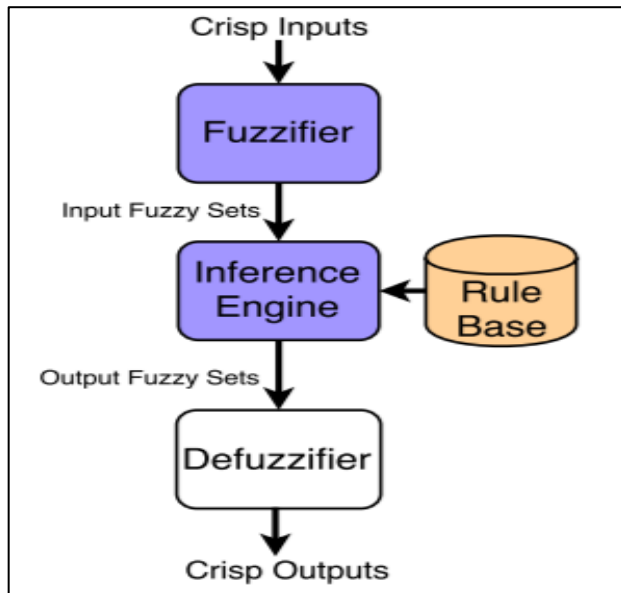 Crisp Inputs
Fuzzifier
Input Fuzzy Sets
Inference
Engine
Rule
Base
Output Fuzzy Sets
Defuzzifier
Crisp Outputs